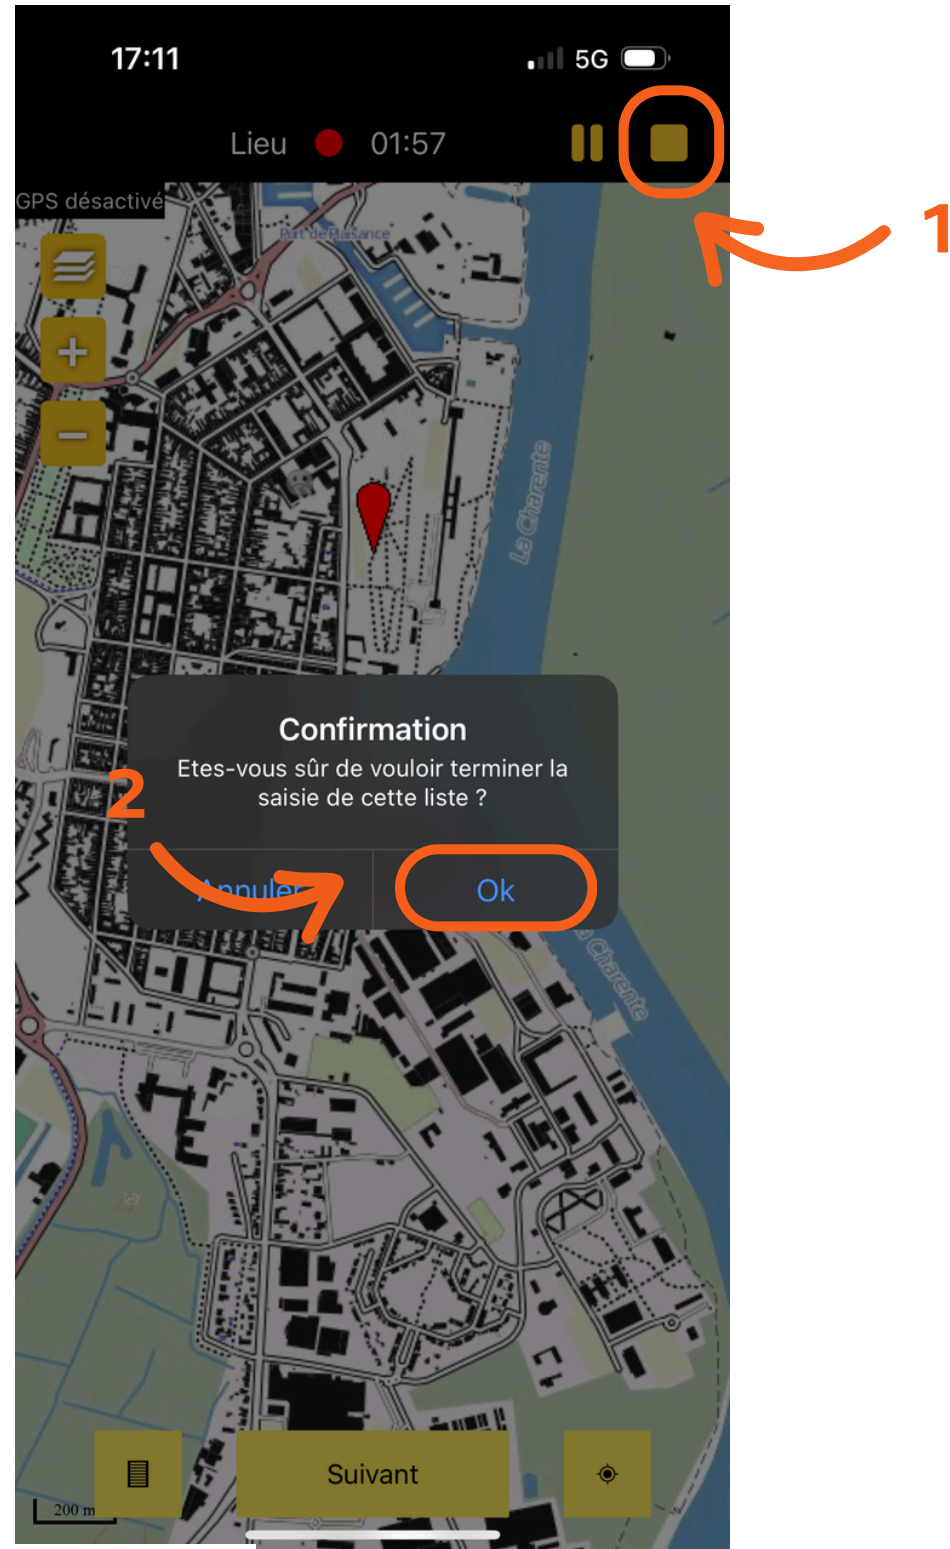 17:11
5G
Lieu 01:57
1
GPS désactivé
Port de Plaisance
+
−
La Charente
Confirmation
Etes-vous sûr de vouloir terminer la
saisie de cette liste ?
2
Annuler
Ok
La Charente
Suivant
200 m